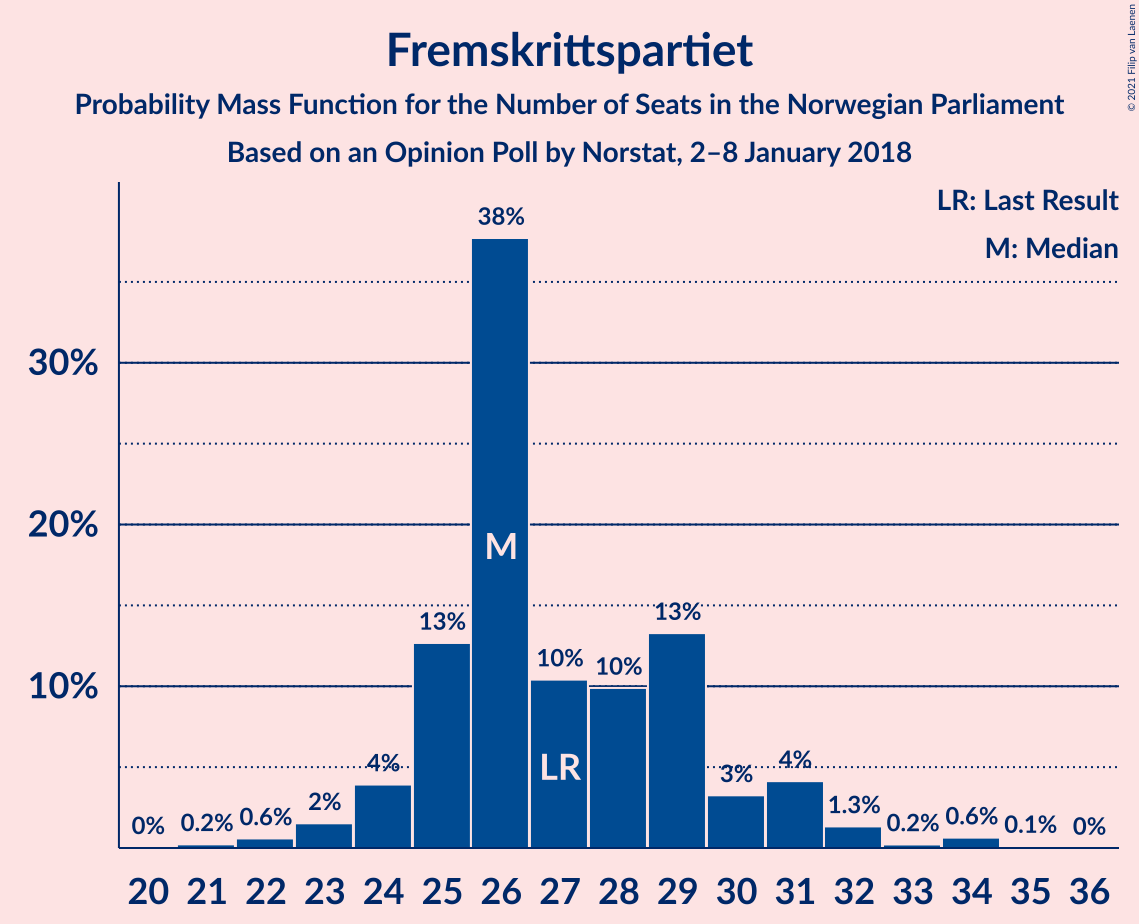 Fremskrittspartiet
Probability Mass Function for the Number of Seats in the Norwegian Parliament
Based on an Opinion Poll by Norstat, 2–8 January 2018
© 2021 Filip van Laenen
LR: Last Result
M: Median
38%
30%
20%
10%
M
LR
0%
0.2%
0.6%
2%
4%
13%
10%
10%
13%
3%
4%
1.3%
0.2%
0.6%
0.1%
0%
20 21 22 23 24 25 26 27 28 29 30 31 32 33 34 35 36